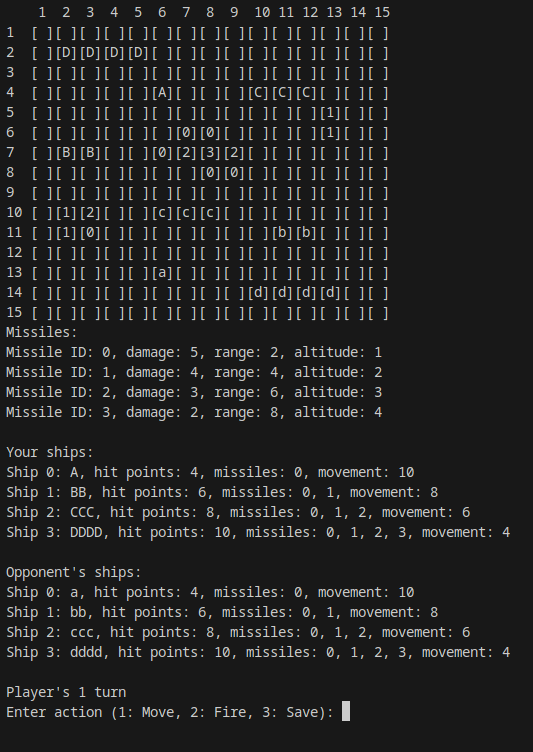 1 2 3 4 5 6 7 8 9 10 11 12 13 14 15
1 [ ][ ][ ][ ][ ][ ][ ][ ][ ][ ][ ][ ][ ][ ][ ]
2 [ ][D][D][D][D][ ][ ][ ][ ][ ][ ][ ][ ][ ][ ]
3 [ ][ ][ ][ ][ ][ ][ ][ ][ ][ ][ ][ ][ ][ ][ ]
4 [ ][ ][ ][ ][ ][A][ ][ ][ ][C][C][C][ ][ ][ ]
5 [ ][ ][ ][ ][ ][ ][ ][ ][ ][ ][ ][ ][1][ ][ ]
6 [ ][ ][ ][ ][ ][ ][0][0][ ][ ][ ][ ][1][ ][ ]
7 [ ][B][B][ ][ ][0][2][3][2][ ][ ][ ][ ][ ][ ]
8 [ ][ ][ ][ ][ ][ ][ ][0][0][ ][ ][ ][ ][ ][ ]
9 [ ][ ][ ][ ][ ][ ][ ][ ][ ][ ][ ][ ][ ][ ][ ]
10 [ ][1][2][ ][ ][c][c][c][ ][ ][ ][ ][ ][ ][ ]
11 [ ][1][0][ ][ ][ ][ ][ ][ ][ ][b][b][ ][ ][ ]
12 [ ][ ][ ][ ][ ][ ][ ][ ][ ][ ][ ][ ][ ][ ][ ]
13 [ ][ ][ ][ ][ ][a][ ][ ][ ][ ][ ][ ][ ][ ][ ]
14 [ ][ ][ ][ ][ ][ ][ ][ ][ ][d][d][d][d][ ][ ]
15 [ ][ ][ ][ ][ ][ ][ ][ ][ ][ ][ ][ ][ ][ ][ ]
Missiles:
Missile ID: 0, damage: 5, range: 2, altitude: 1
Missile ID: 1, damage: 4, range: 4, altitude: 2
Missile ID: 2, damage: 3, range: 6, altitude: 3
Missile ID: 3, damage: 2, range: 8, altitude: 4
Your ships:
Ship 0: A, hit points: 4, missiles: 0, movement: 10
Ship 1: BB, hit points: 6, missiles: 0, 1, movement: 8
Ship 2: CCC, hit points: 8, missiles: 0, 1, 2, movement: 6
Ship 3: DDDD, hit points: 10, missiles: 0, 1, 2, 3, movement: 4
Opponent's ships:
Ship 0: a, hit points: 4, missiles: 0, movement: 10
Ship 1: bb, hit points: 6, missiles: 0, 1, movement: 8
Ship 2: ccc, hit points: 8, missiles: 0, 1, 2, movement: 6
Ship 3: dddd, hit points: 10, missiles: 0, 1, 2, 3, movement: 4
Player's 1 turn
Enter action (1: Move, 2: Fire, 3: Save):